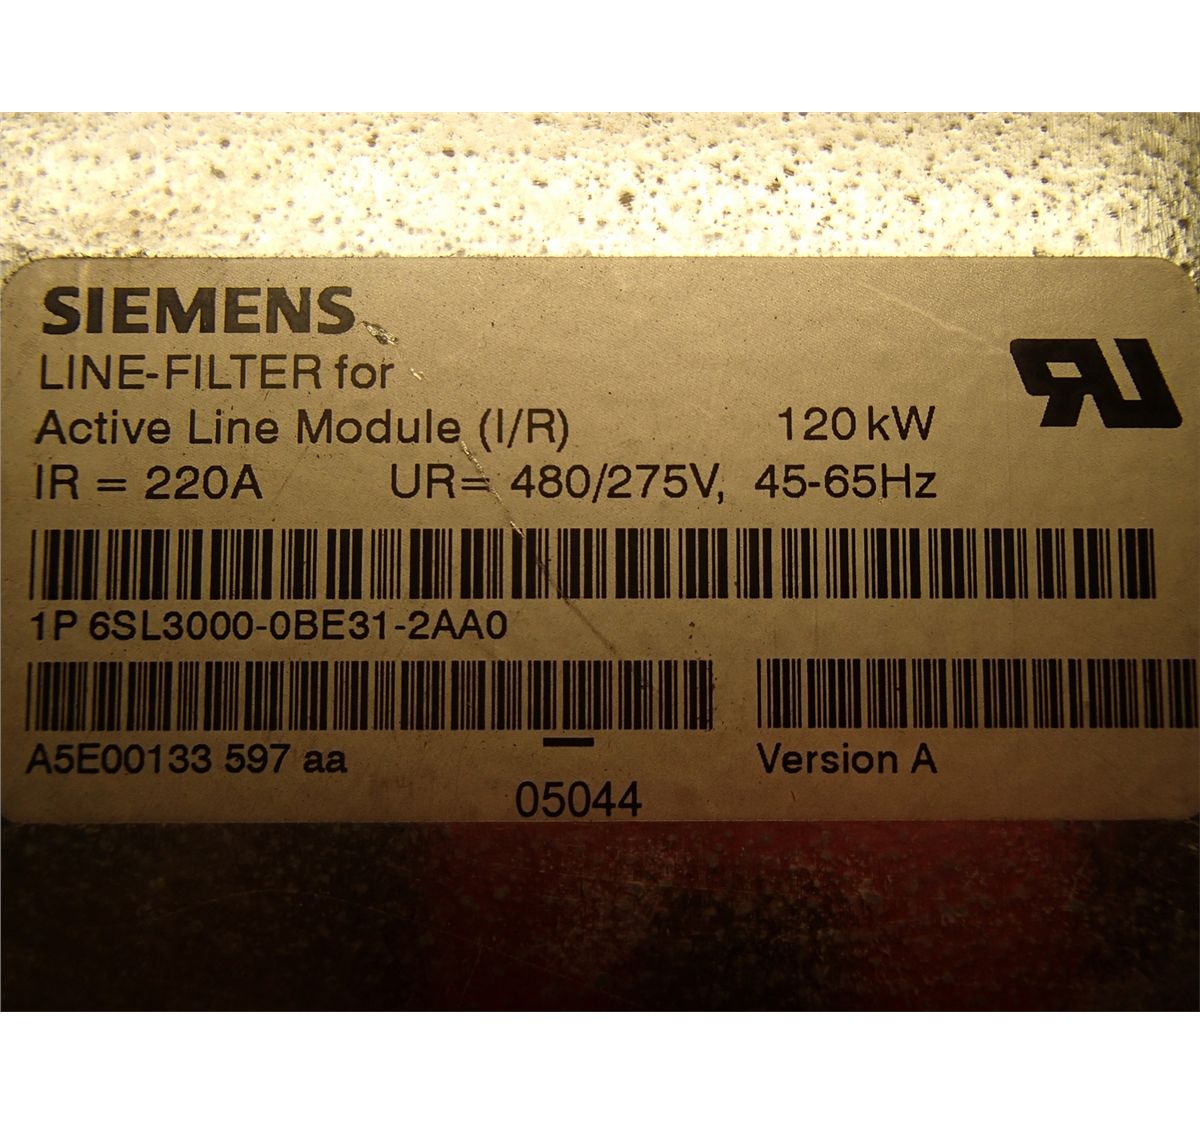 SIEMENS
LINE-FILTER for
Active Line Module (I/R) 120 kW
IR = 220A UR= 480/275V, 45-65Hz
1P 6SL3000-0BE31-2AA0
A5E00133 597 aa Version A
05044